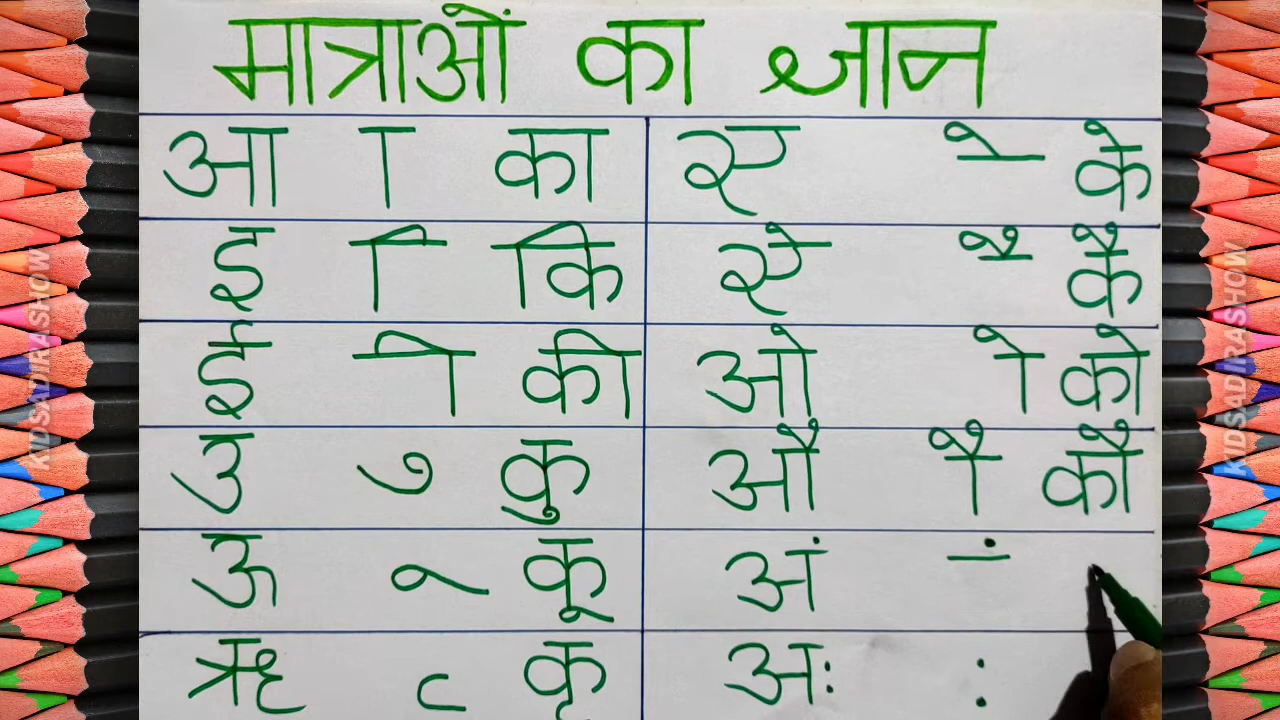 मात्राओं का ज्ञान
आ ा का ए े के
इ ि कि ऐ ै कै
ई ी की ओ ो को
उ ु कु औ ौ कौ
ऊ ू कू अं ं
ऋ ृ कृ अः ः
KIDSADIRASHOW
KIDSADIRASHOW